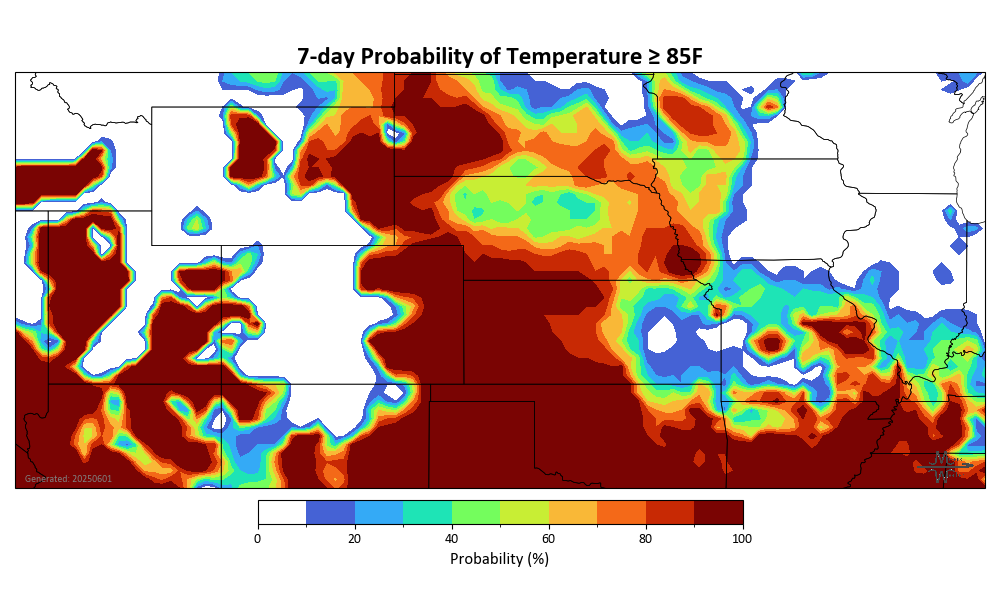 7-day Probability of Temperature ≥ 85F
Generated: 20250601
0 20 40 60 80 100
Probability (%)